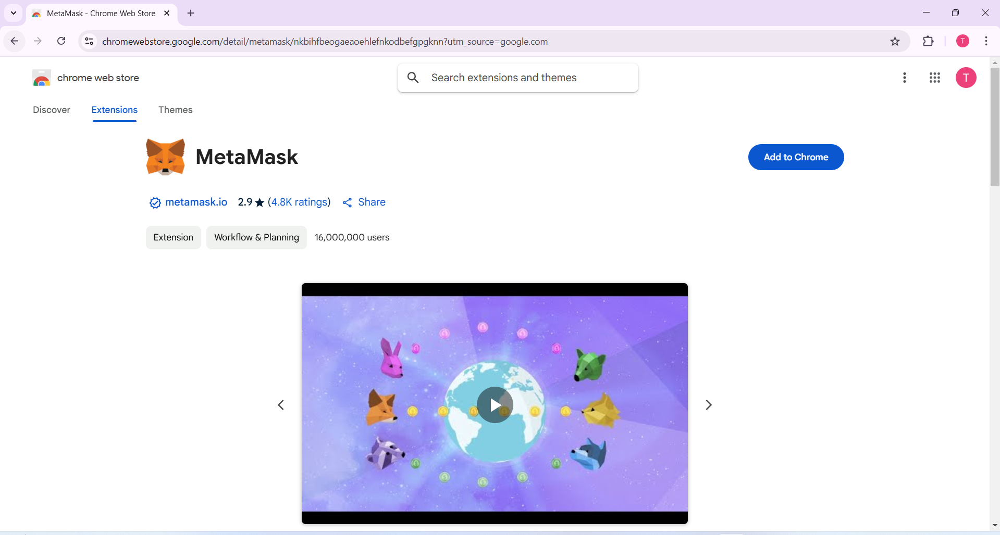 MetaMask - Chrome Web Store
chromewebstore.google.com/detail/metamask/nkbihfbeogaeaoehlefnkodbefgpgknn?utm_source=google.com
T
chrome web store
Search extensions and themes
T
Discover
Extensions
Themes
MetaMask
Add to Chrome
metamask.io
2.9 ★ (4.8K ratings)
Share
Extension
Workflow & Planning
16,000,000 users